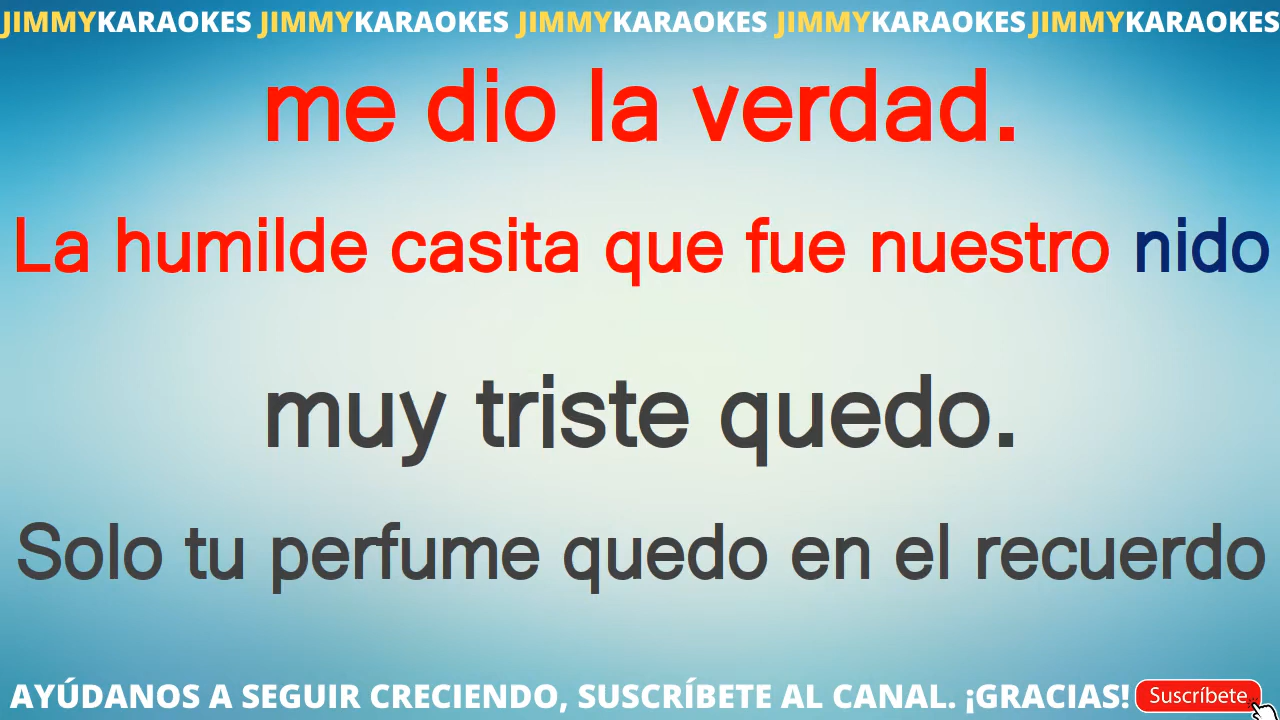 JIMMYKARAOKES JIMMYKARAOKES JIMMYKARAOKES JIMMYKARAOKES JIMMYKARAOKES
me dio la verdad.
La humilde casita que fue nuestro nido
muy triste quedo.
Solo tu perfume quedo en el recuerdo
AYÚDANOS A SEGUIR CRECIENDO, SUSCRÍBETE AL CANAL. ¡GRACIAS! Suscríbete